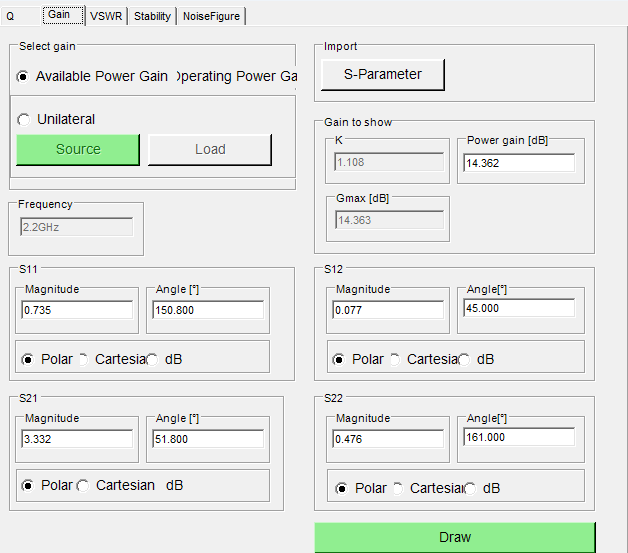 Q Gain VSWR Stability NoiseFigure
Select gain
Available Power Gain Operating Power Ga
Unilateral
Source Load
Import
S-Parameter
Gain to show
K
1.108
Power gain [dB]
14.362
Gmax [dB]
14.363
Frequency
2.2GHz
S11
Magnitude
0.735
Angle [°]
150.800
Polar Cartesia dB
S12
Magnitude
0.077
Angle[°]
45.000
Polar Cartesia dB
S21
Magnitude
3.332
Angle [°]
51.800
Polar Cartesian dB
S22
Magnitude
0.476
Angle[°]
161.000
Polar Cartesian dB
Draw